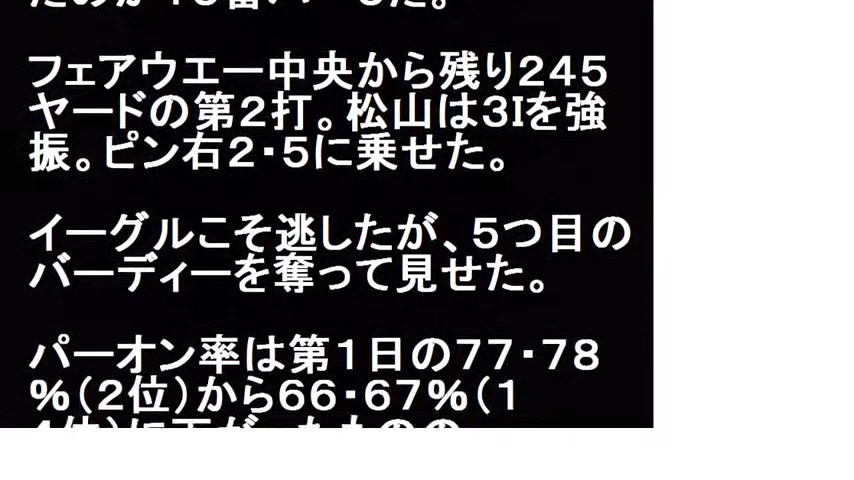 フェアウエー中央から残り245
ヤードの第2打。松山は3Iを強
振。ピン右2・5に乗せた。
イーグルこそ逃したが、5つ目の
バーディーを奪って見せた。
パーオン率は第1日の77・78
%(2位)から66・67%(1